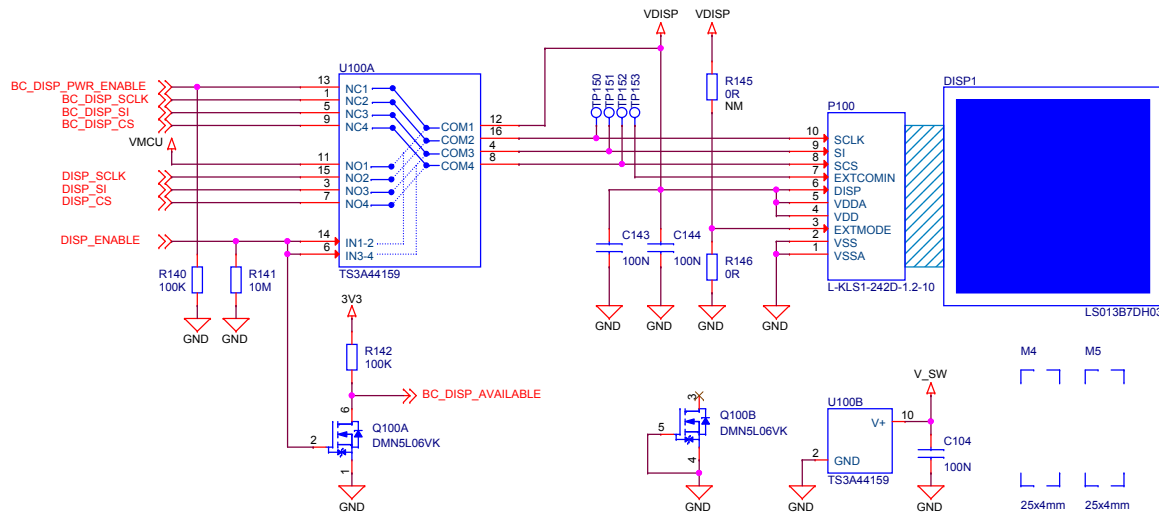 VDISP VDISP
U100A
BC_DISP_PWR_ENABLE 13 NC1
BC_DISP_SCLK 1 NC2
BC_DISP_SI 5 NC3
BC_DISP_CS 9 NC4
VMCU
11 NO1
DISP_SCLK 15 NO2
DISP_SI 3 NO3
DISP_CS 7 NO4
DISP_ENABLE 14 IN1-2
6 IN3-4
COM1 12
COM2 16
COM3 4
COM4 8
TS3A44159
R140
100K
R141
10M
GND GND
TP150
TP151
TP152
TP153
R145
0R
NM
C143
100N
C144
100N
R146
0R
GND GND GND GND
P100
10 SCLK
9 SI
8 SCS
7 EXTCOMIN
6 DISP
5 VDDA
4 VDD
3 EXTMODE
2 VSS
1 VSSA
L-KLS1-242D-1.2-10
DISP1
LS013B7DH03
3V3
R142
100K
BC_DISP_AVAILABLE
6
2
1
Q100A
DMN5L06VK
GND
3
5
4
Q100B
DMN5L06VK
GND
U100B
V+ 10
2 GND
TS3A44159
GND
V_SW
C104
100N
GND
M4 M5
25x4mm 25x4mm